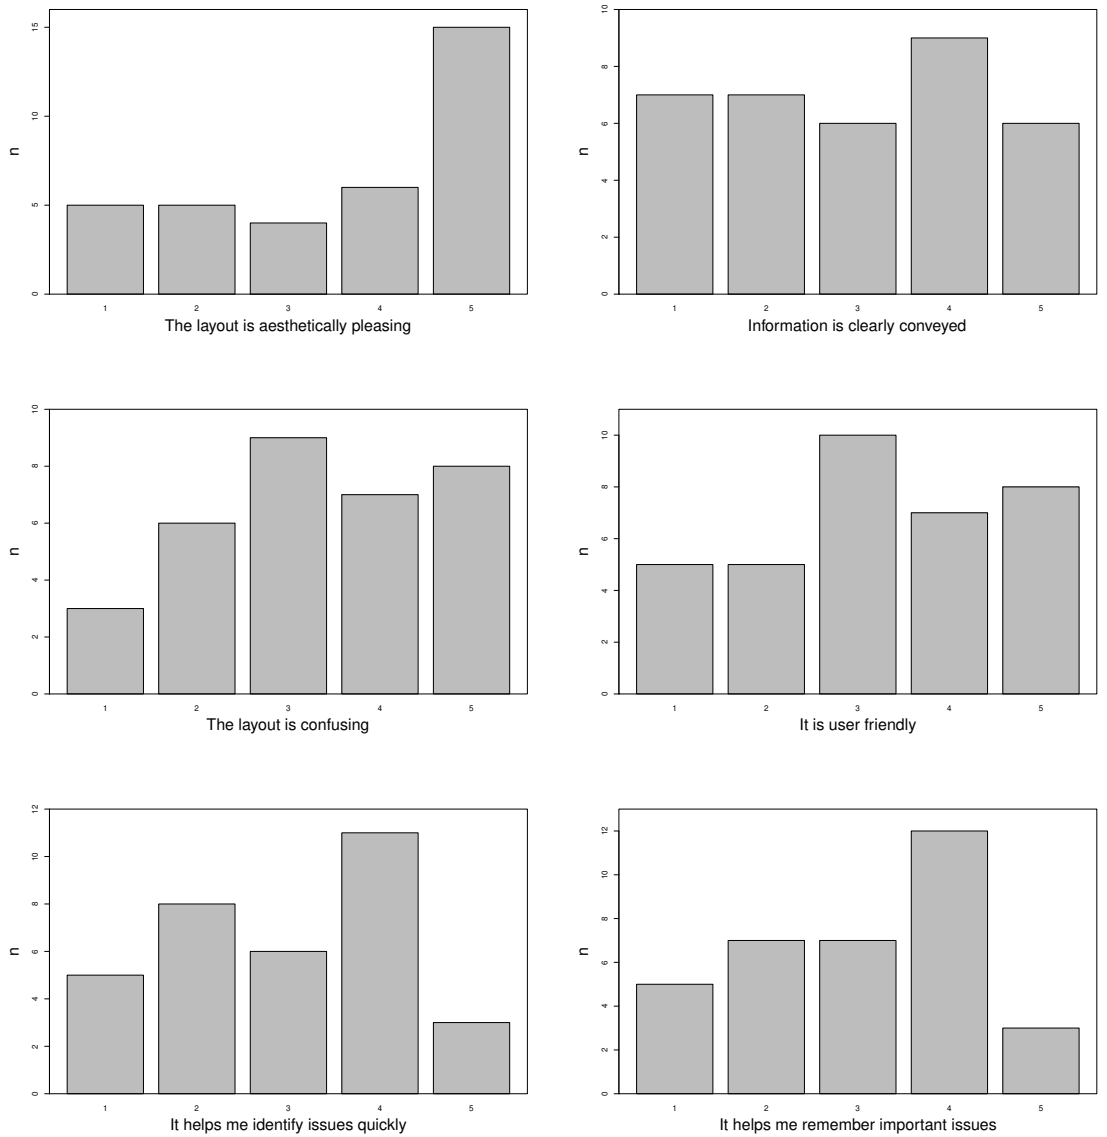 15
10
5
0
n
1 2 3 4 5
The layout is aesthetically pleasing
10
8
6
4
2
0
n
1 2 3 4 5
Information is clearly conveyed
10
8
6
4
2
0
n
1 2 3 4 5
The layout is confusing
10
8
6
4
2
0
n
1 2 3 4 5
It is user friendly
12
10
8
6
4
2
0
n
1 2 3 4 5
It helps me identify issues quickly
12
10
8
6
4
2
0
n
1 2 3 4 5
It helps me remember important issues